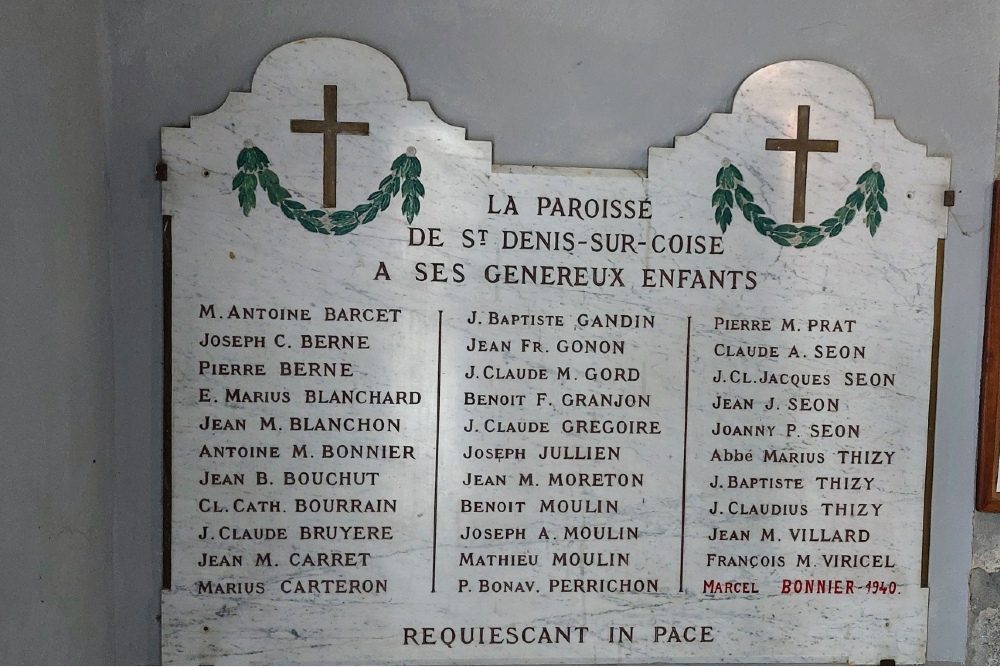 LA PAROISSE
DE ST DENIS-SUR-COISE
A SES GENEREUX ENFANTS
M. ANTOINE BARCET
JOSEPH C. BERNE
PIERRE BERNE
E. MARIUS BLANCHARD
JEAN M. BLANCHON
ANTOINE M. BONNIER
JEAN B. BOUCHUT
CL. CATH. BOURRAIN
J. CLAUDE BRUYERE
JEAN M. CARRET
MARIUS CARTERON
J. BAPTISTE GANDIN
JEAN FR. GONON
J. CLAUDE M. GORD
BENOIT F. GRANJON
J. CLAUDE GREGOIRE
JOSEPH JULLIEN
JEAN M. MORETON
BENOIT MOULIN
JOSEPH A. MOULIN
MATHIEU MOULIN
P. BONAV. PERRICHON
PIERRE M. PRAT
CLAUDE A. SEON
J. CL. JACQUES SEON
JEAN J. SEON
JOANNY P. SEON
Abbé MARIUS THIZY
J. BAPTISTE THIZY
J. CLAUDIUS THIZY
JEAN M. VILLARD
FRANÇOIS M. VIRICEL
MARCEL BONNIER-1940.
REQUIESCANT IN PACE